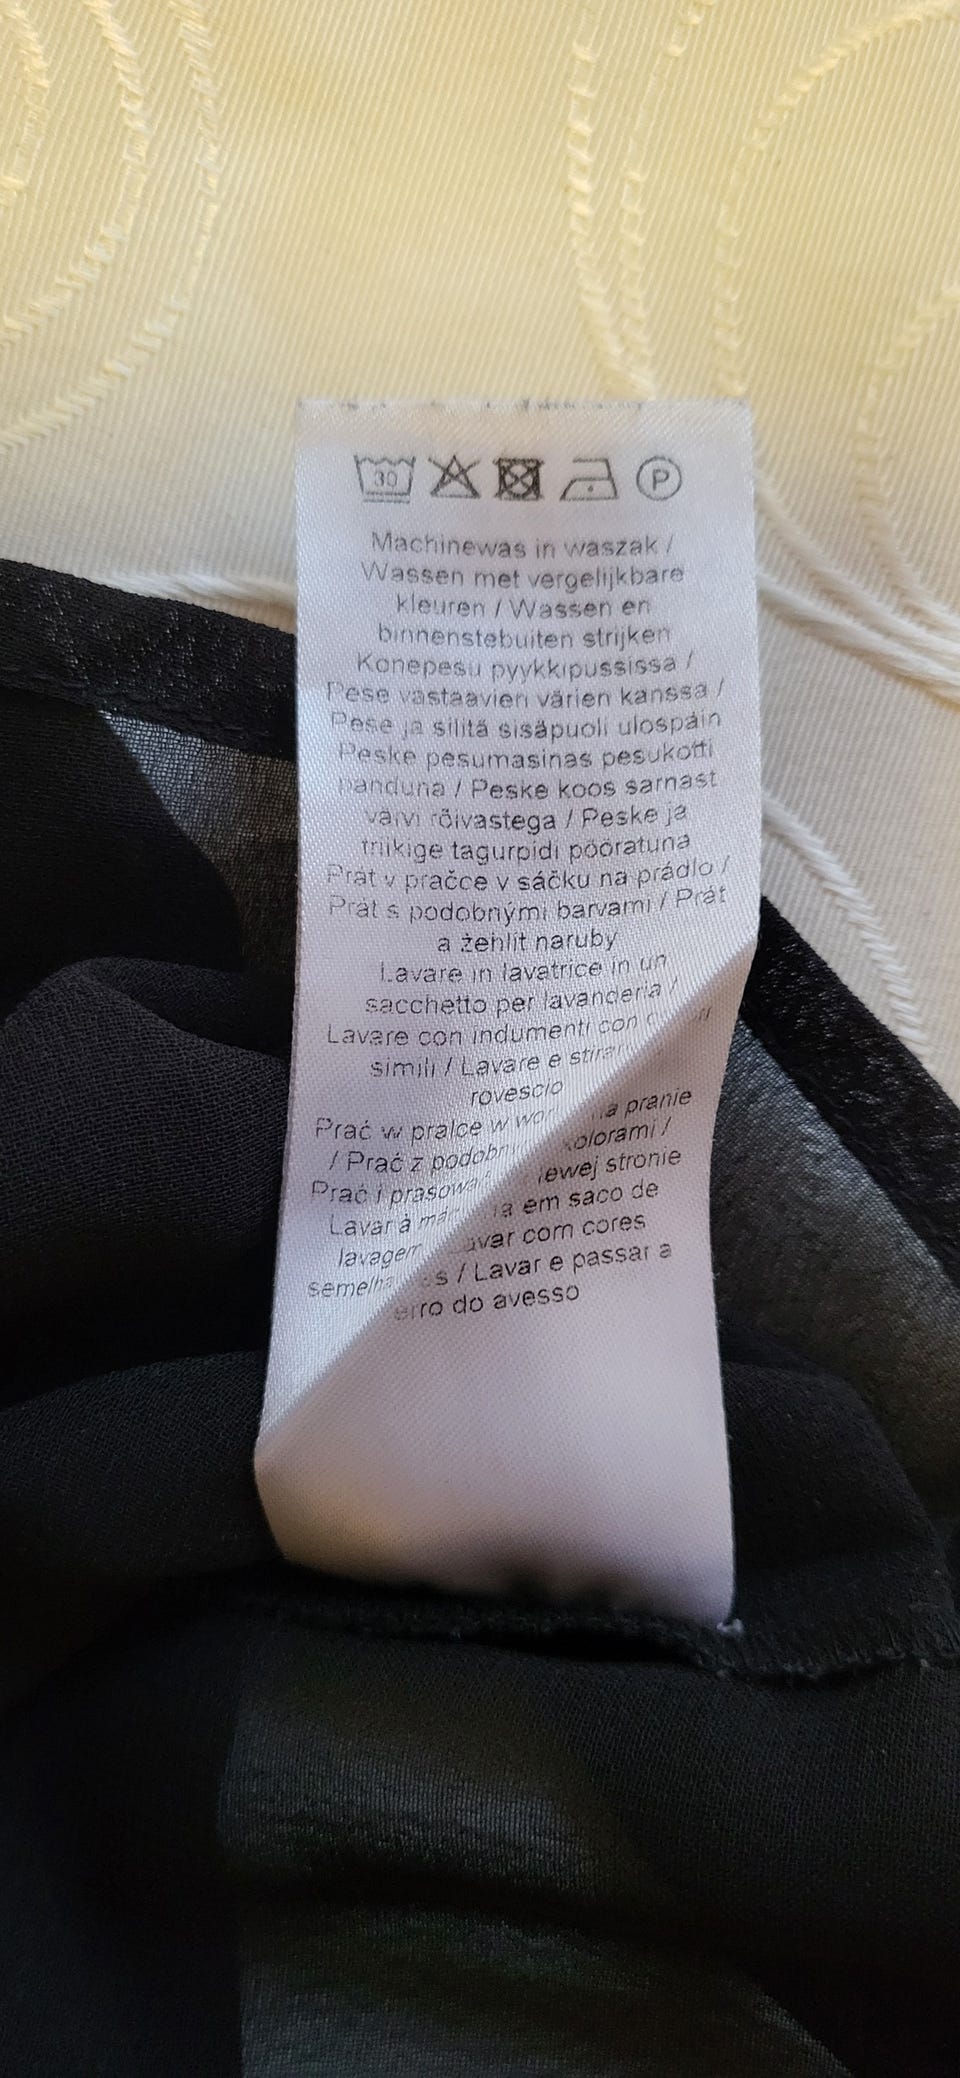 30 P
Machinewas in waszak /
Wassen met vergelijkbare
kleuren / Wassen en
binnenstebuiten strijken
Konepesu pyykkipussissa /
Pese vastaavien värien kanssa /
Pese ja silitä sisäpuoli ulospäin
Peske pesumasinas pesukotti
panduna / Peske koos sarnast
värvi rõivastega / Peske ja
triikige tagurpidi pööratuna
Prát v pračce v sáčku na prádlo /
Prát s podobnými barvami / Prát
a žehlit naruby
Lavare in lavatrice in un
sacchetto per lavanderia /
Lavare con indumenti con
simili / Lavare e
rovescio
Prać w pralce w pranie
/ Prać z /
Prać i lewej stronie
Lavar à em saco de
lavagem com cores
/ Lavar e passar a
do avesso